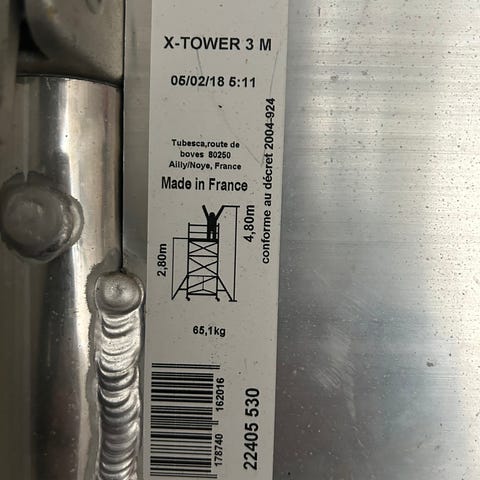 X-TOWER 3 M
05/02/18 5:11
Tubesca,route de
boves 80250
Ailly/Noye, France
Made in France
conforme au décret 2004-924
4,80m
2,80m
65,1kg
178740 162016
22405 530